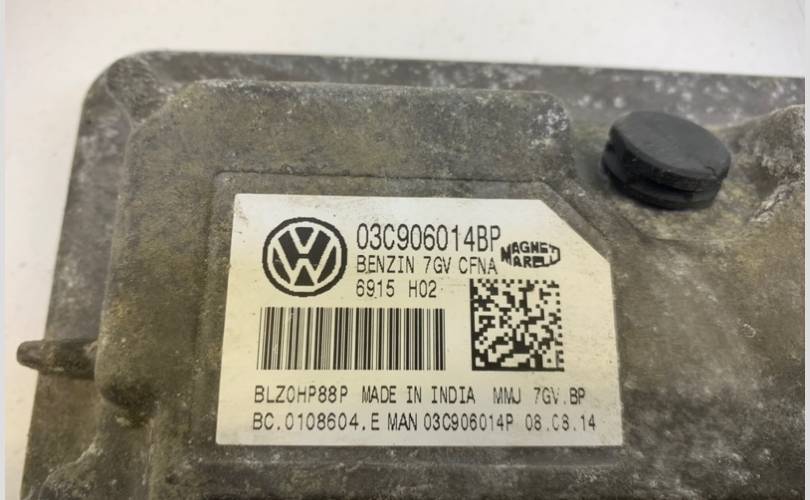 03C906014BP
MAGNETI
MARELLI
BENZIN 7GV CFNA
6915 H02
BLZ0HP88P MADE IN INDIA MMJ 7GV.BP
BC.0108604.E MAN 03C906014P 08.08.14